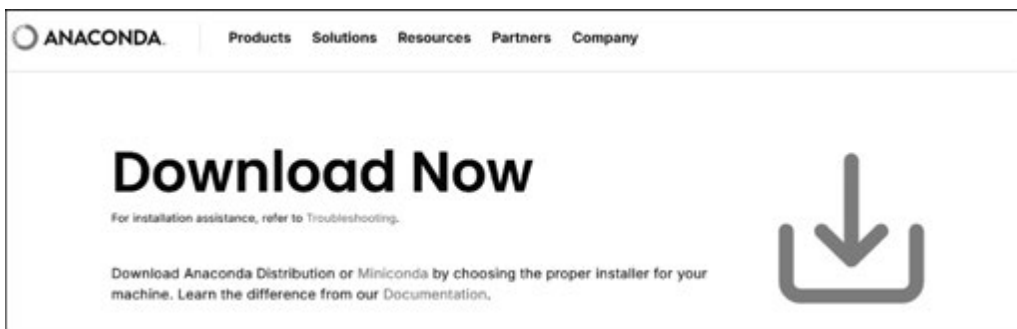 ANACONDA.
Products Solutions Resources Partners Company
Download Now
For installation assistance, refer to Troubleshooting.
Download Anaconda Distribution or Miniconda by choosing the proper installer for your
machine. Learn the difference from our Documentation.